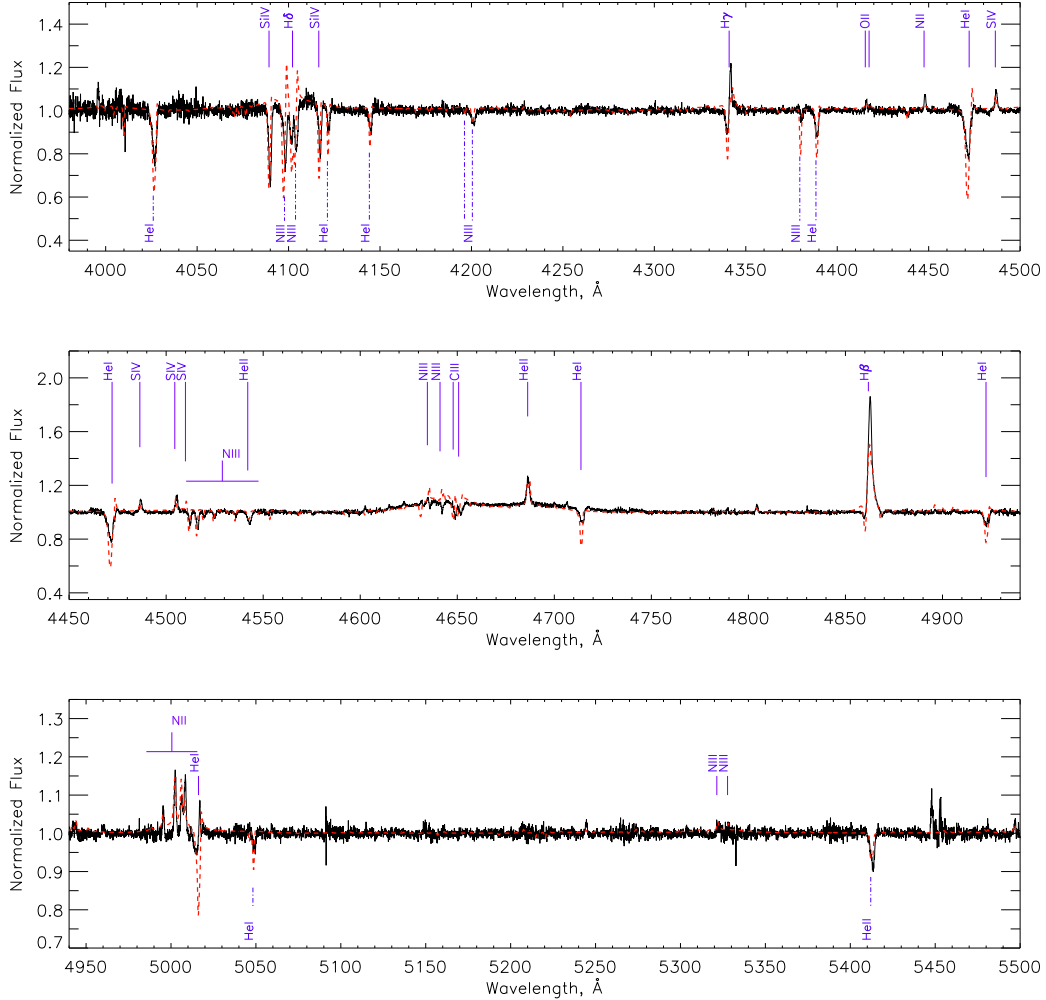 SiIV Hδ SiIV Hγ OII NII HeI SIV
1.4
1.2
1.0
0.8
0.6
0.4
Normalized Flux
HeI NIII NIII HeI HeI NIII NIII HeI
4000 4050 4100 4150 4200 4250 4300 4350 4400 4450 4500
Wavelength, Å
HeI SIV SIV SIV HeII NIII NIII CIII HeII HeI Hβ HeI
NIII
2.0
1.6
1.2
0.8
0.4
Normalized Flux
4450 4500 4550 4600 4650 4700 4750 4800 4850 4900
Wavelength, Å
NII
HeI NIII NIII
1.3
1.2
1.1
1.0
0.9
0.8
0.7
Normalized Flux
HeI HeII
4950 5000 5050 5100 5150 5200 5250 5300 5350 5400 5450 5500
Wavelength, Å